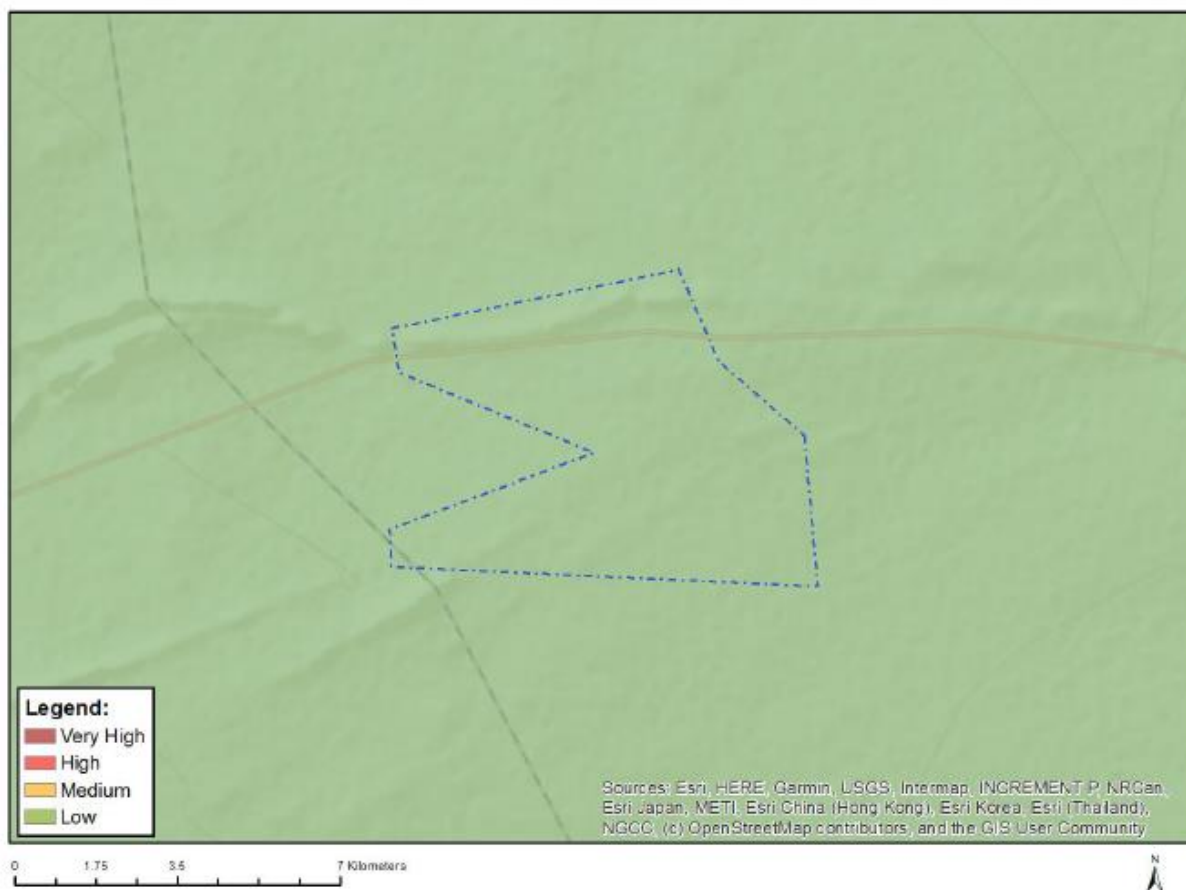 Legend:
Very High
High
Medium
Low
Sources: Esri, HERE, Garmin, USGS, Intermap, INCREMENT P, NRCan,
Esri Japan, METI, Esri China (Hong Kong), Esri Korea, Esri (Thailand),
NGCC, (c) OpenStreetMap contributors, and the GIS User Community
0 1.75 3.5 7 Kilometers
N